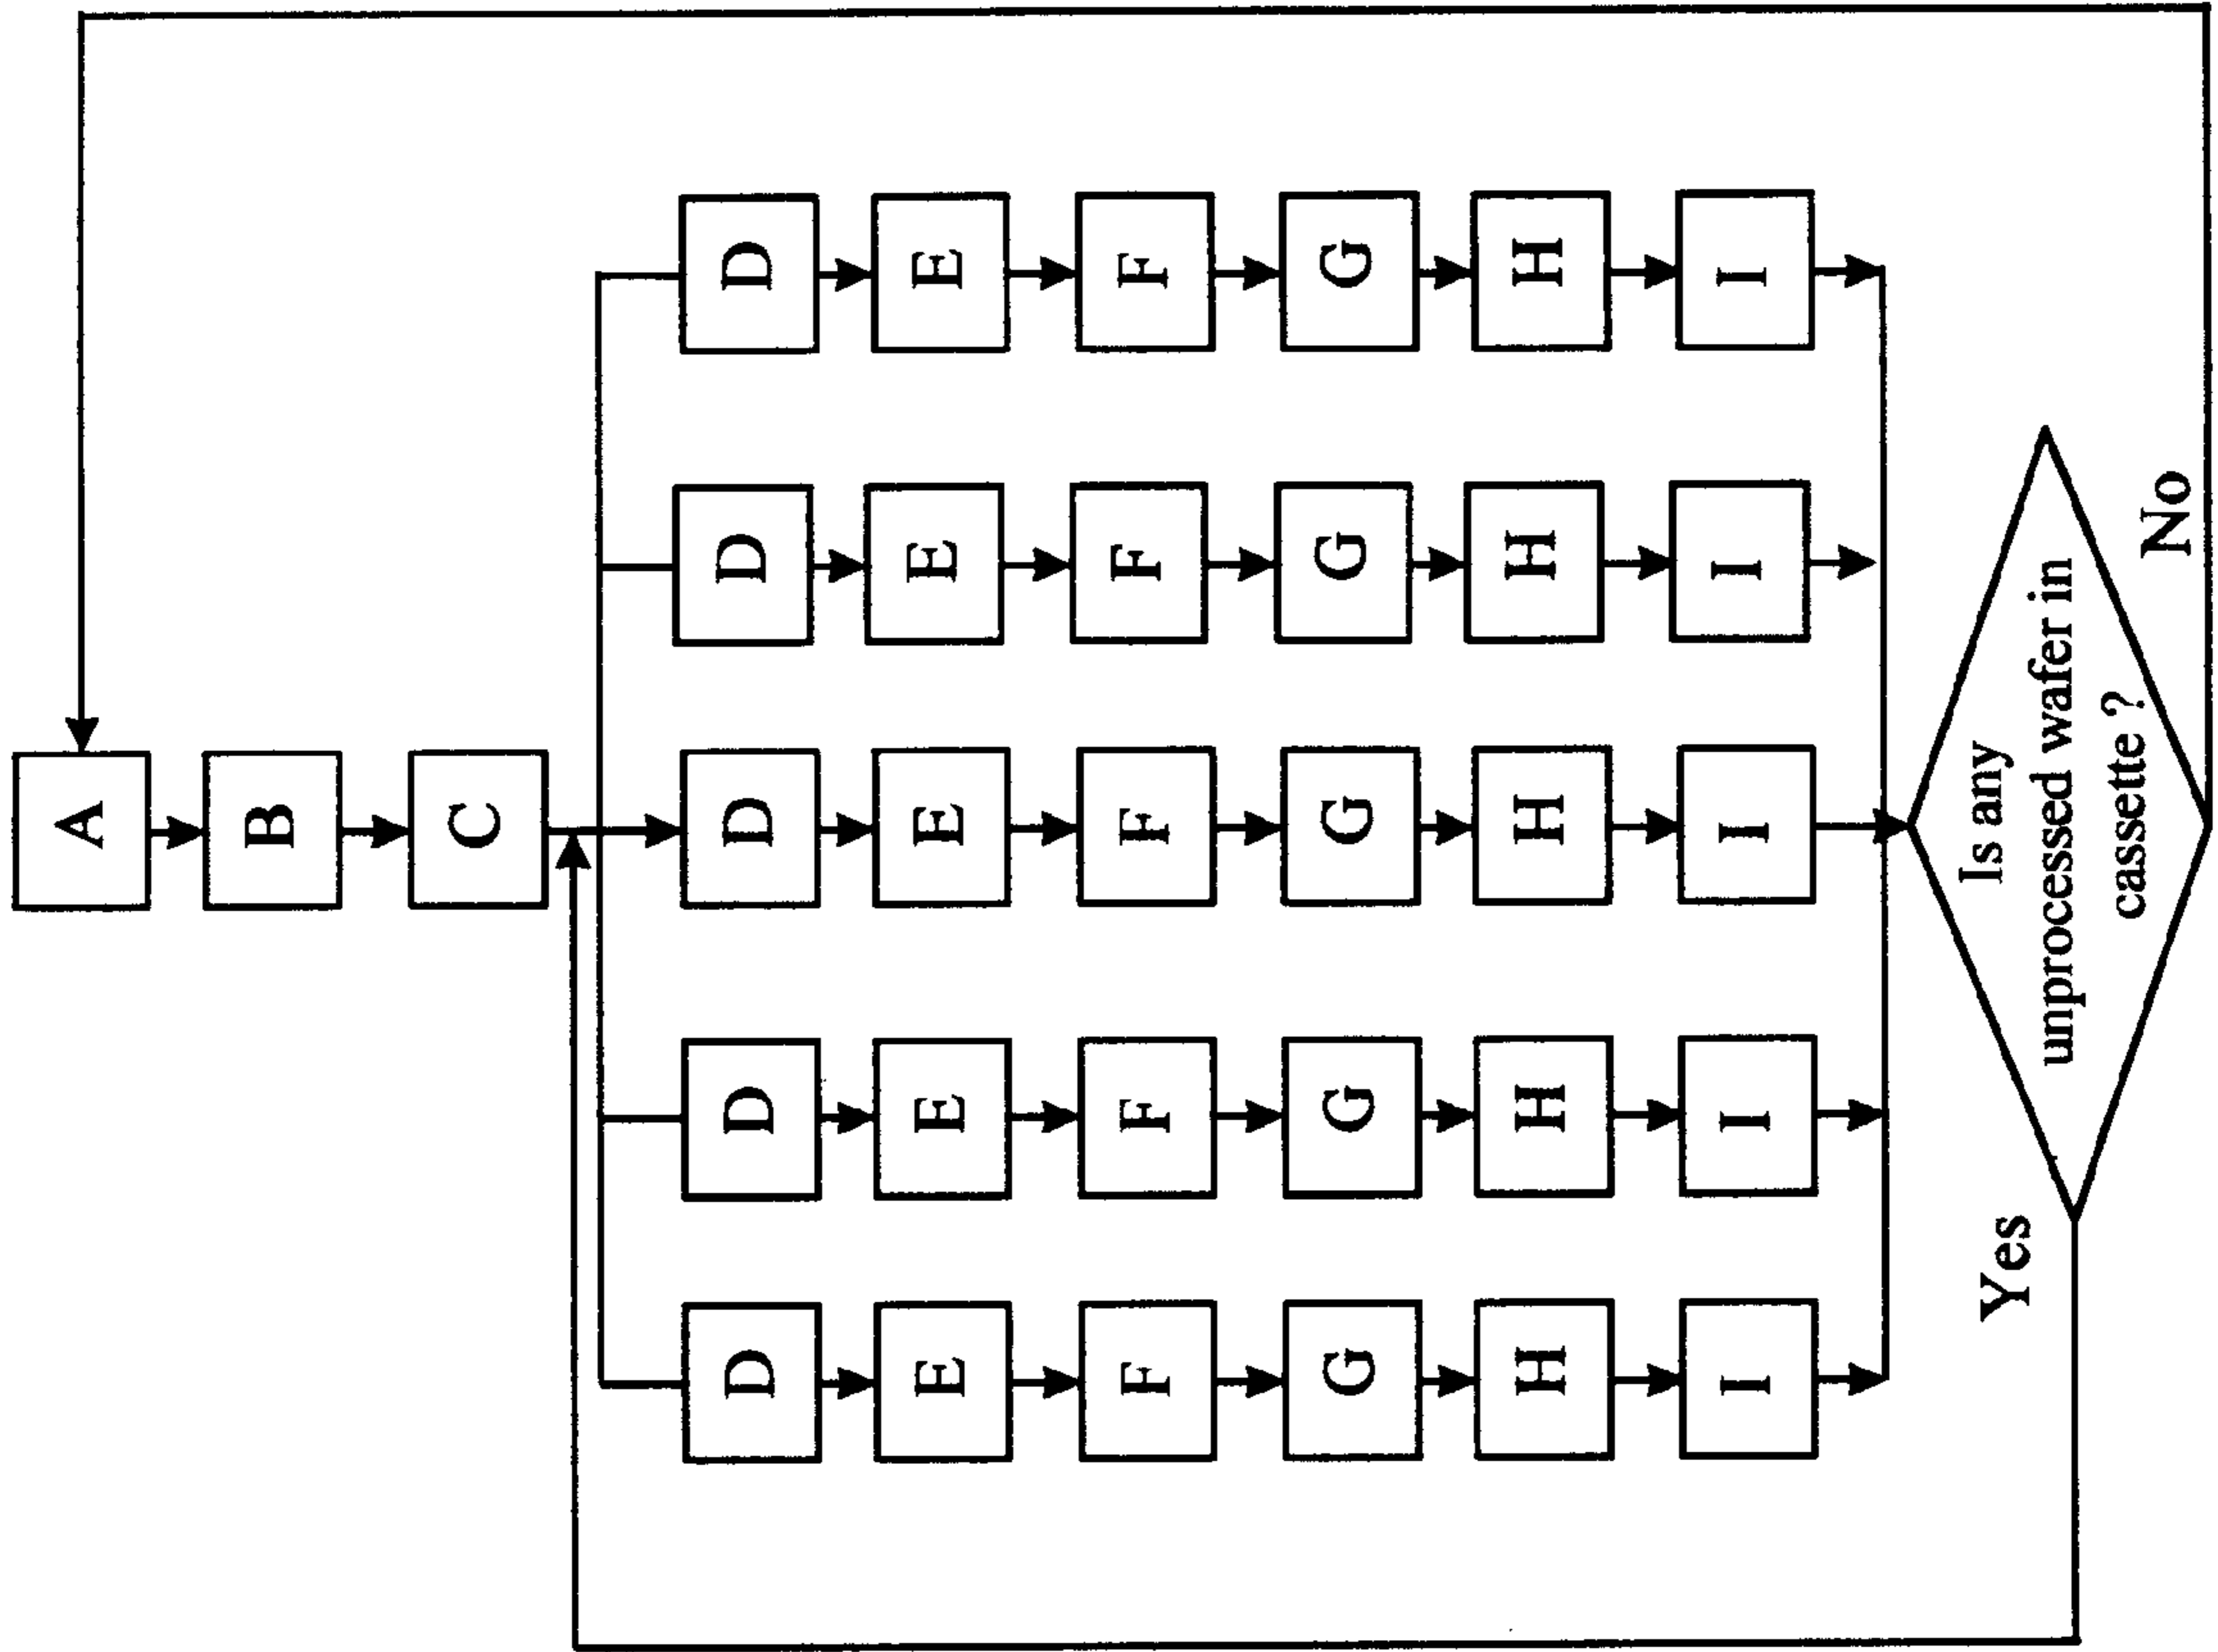 A
B
C
D D D D D
E E E E E
F F F F F
G G G G G
H H H H H
I I I I I
Is any
unprocessed wafer in
cassette ?
Yes
No